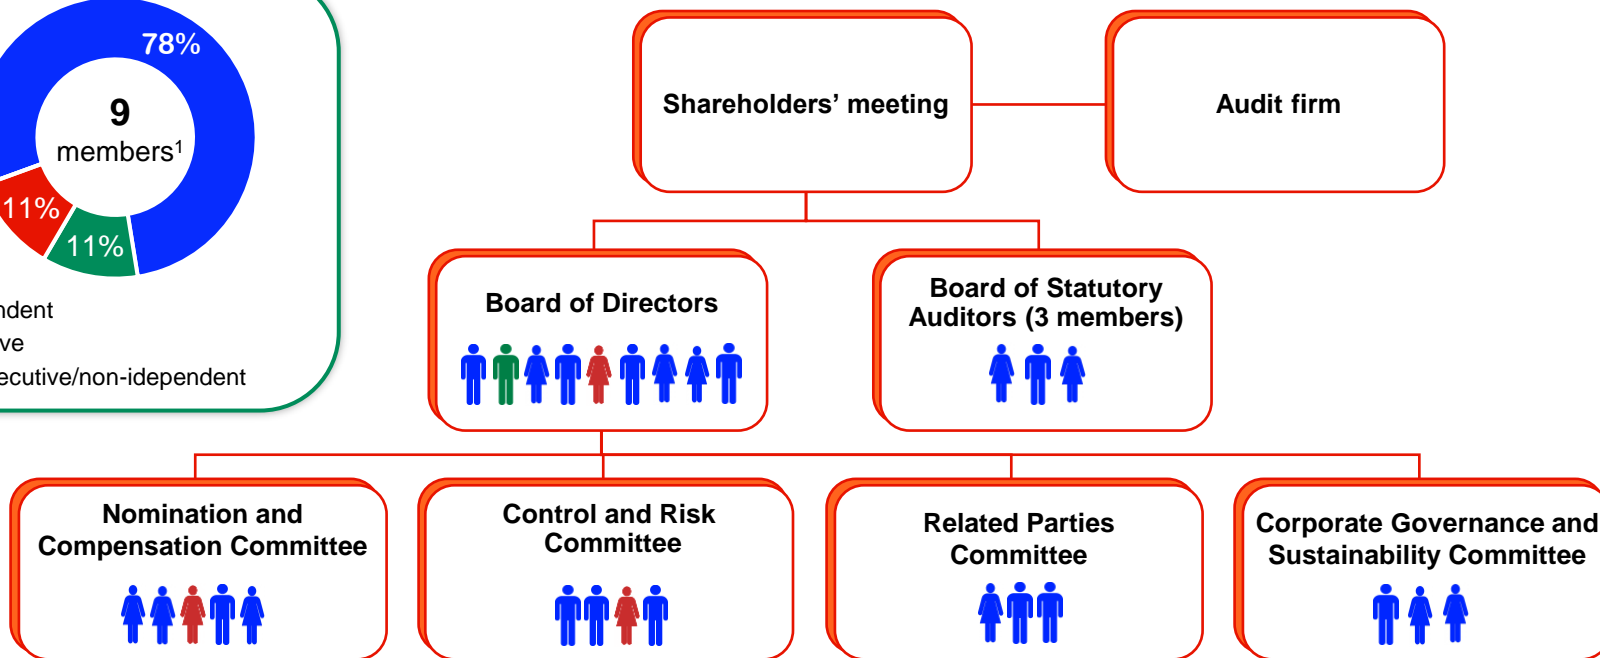 78%
9
members¹
11%
11%
ndent
ve
ecutive/non-idependent
Shareholders’ meeting
Audit firm
Board of Directors
Board of Statutory
Auditors (3 members)
Nomination and
Compensation Committee
Control and Risk
Committee
Related Parties
Committee
Corporate Governance and
Sustainability Committee